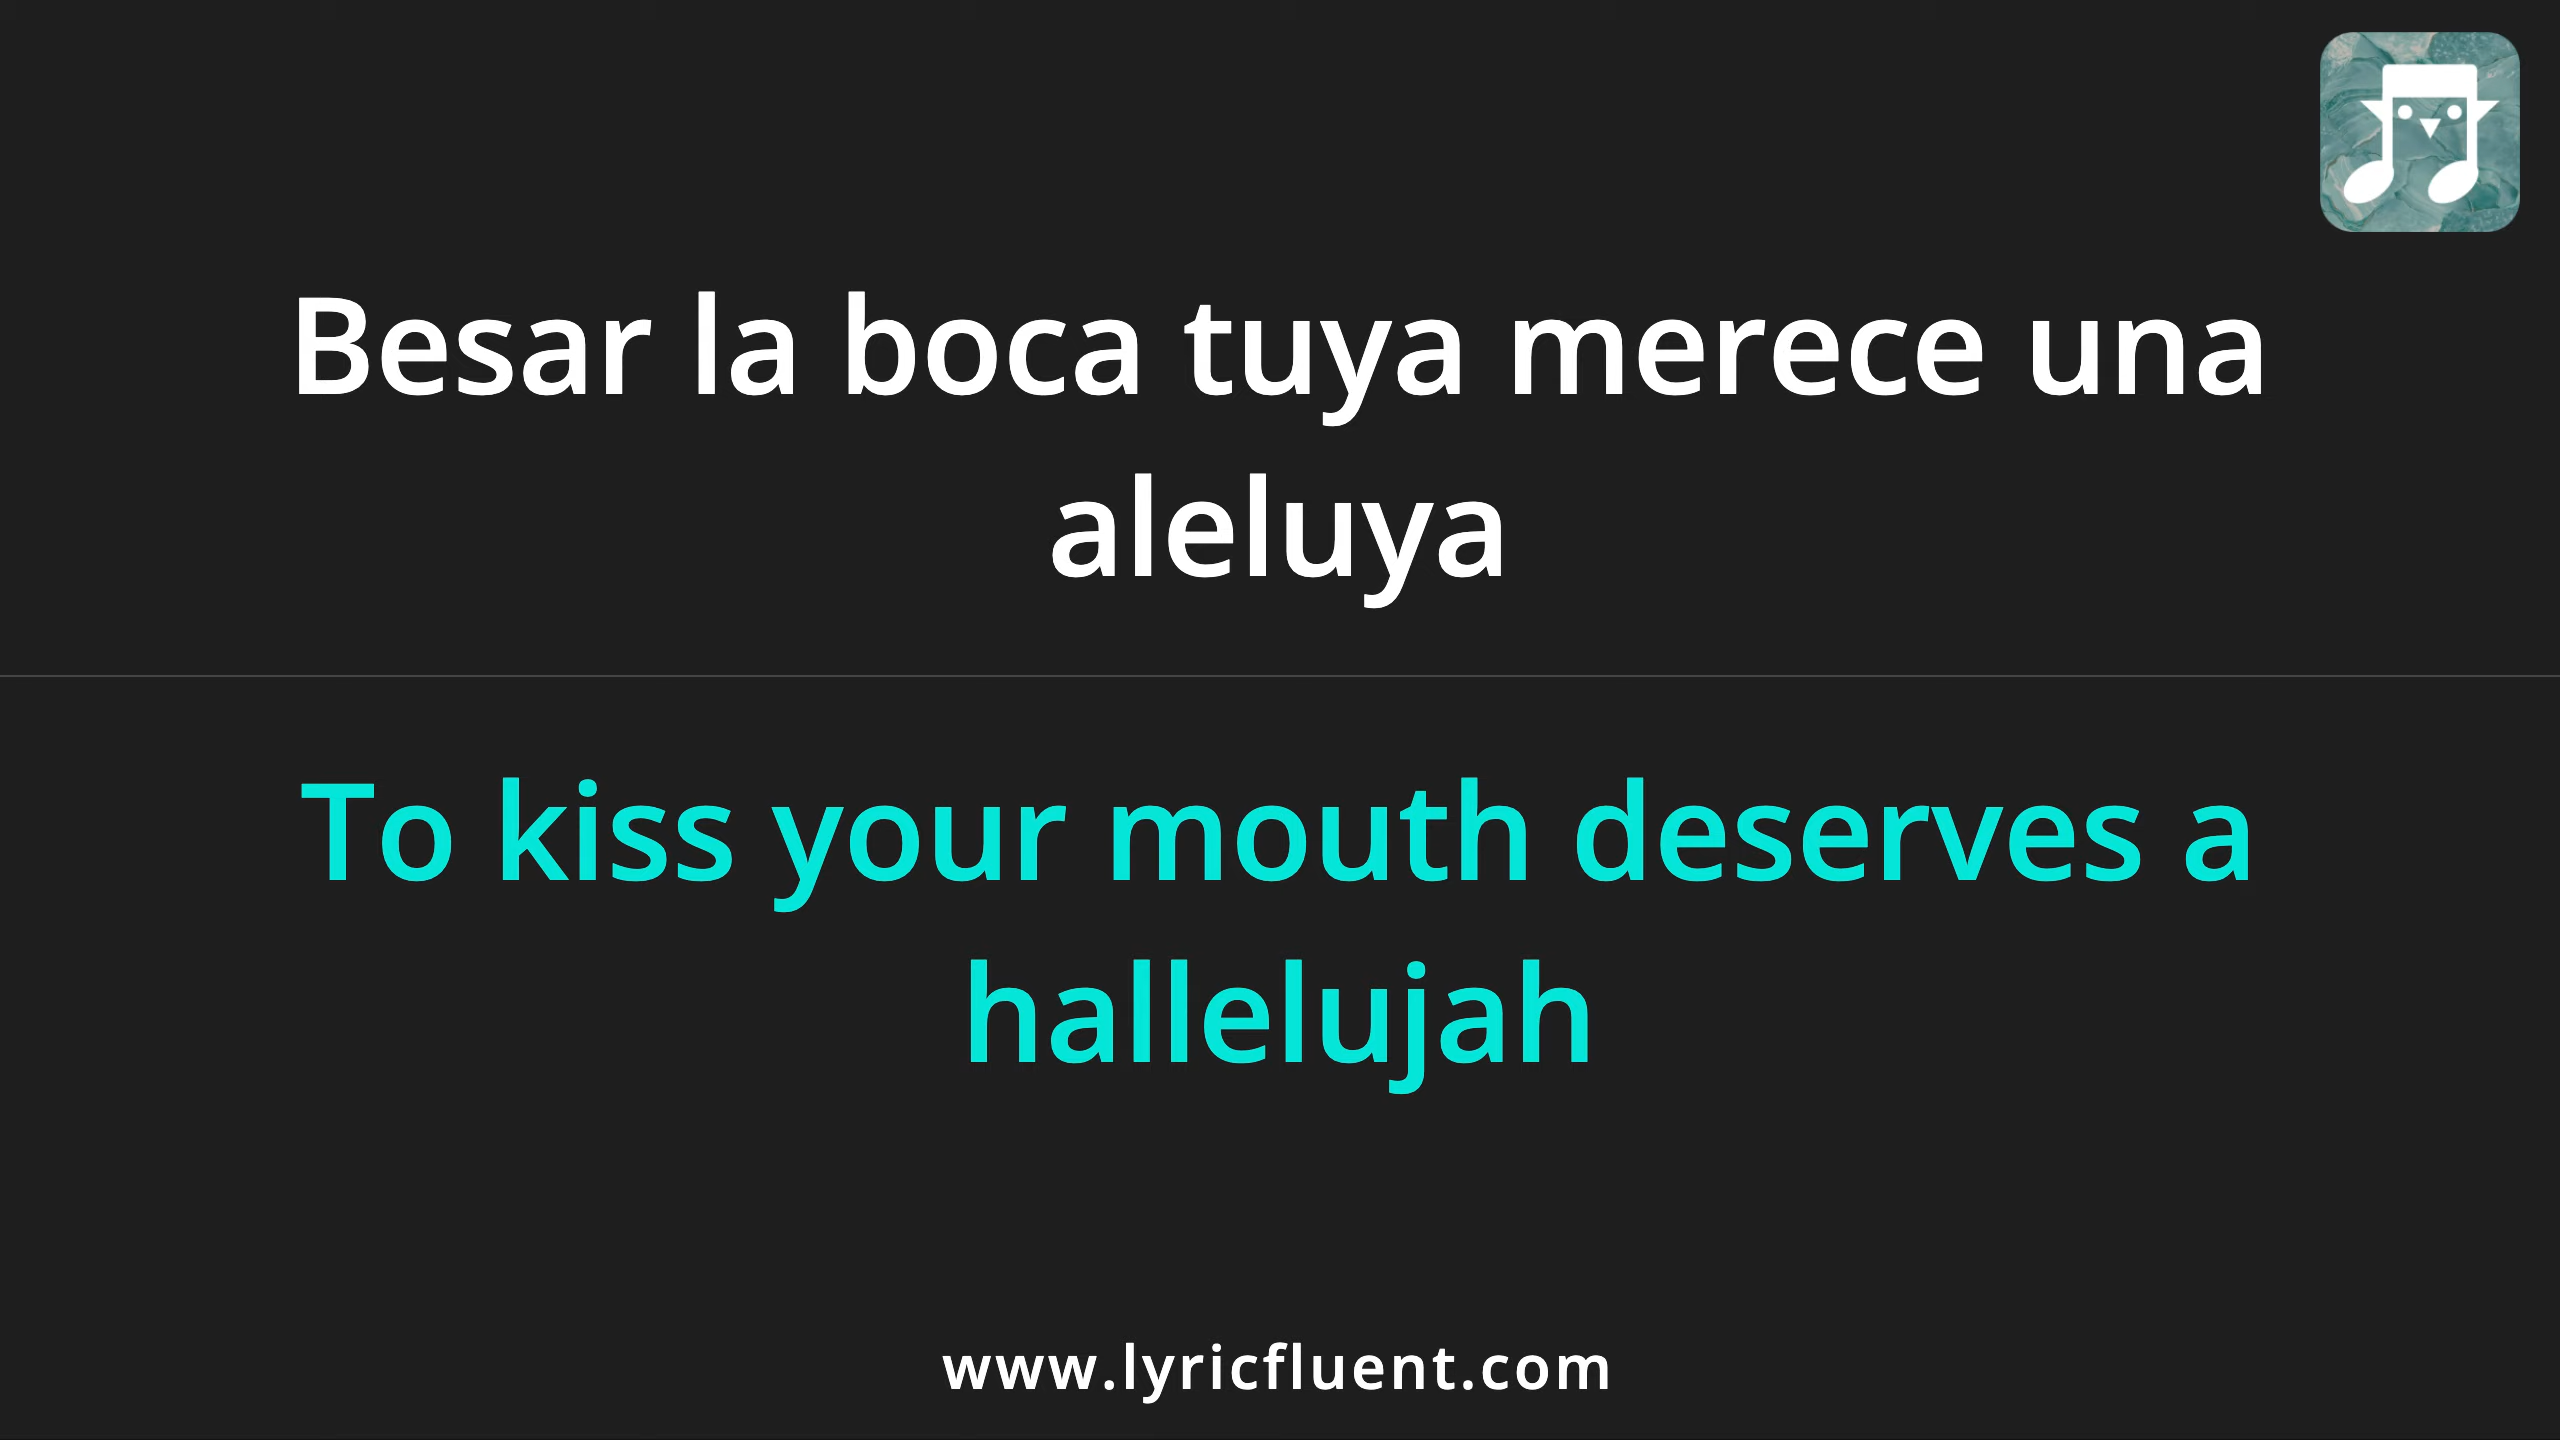 Besar la boca tuya merece una
aleluya
To kiss your mouth deserves a
hallelujah
www.lyricfluent.com